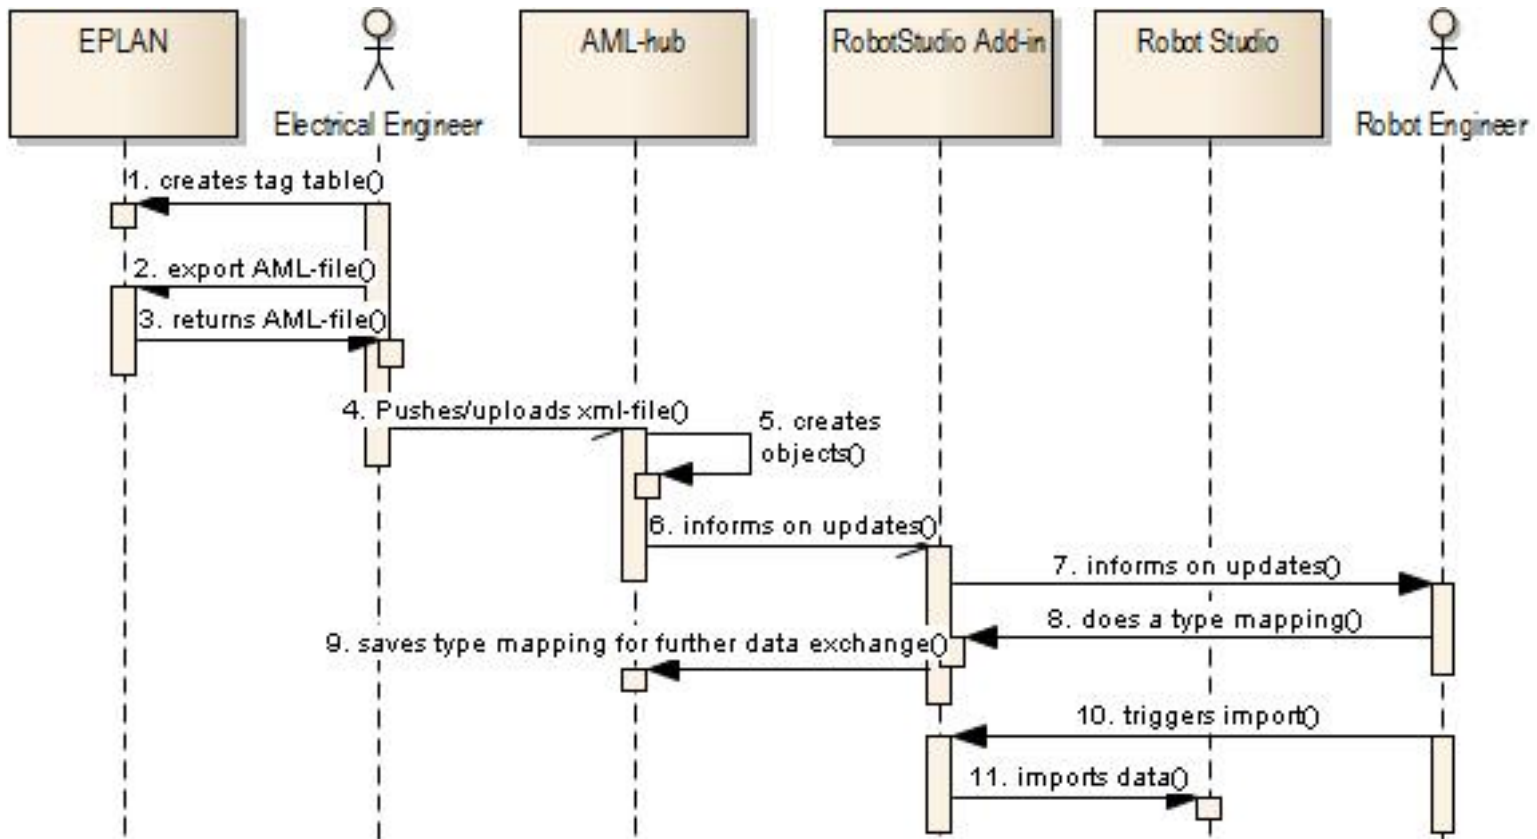 EPLAN
Electrical Engineer
AML-hub
RobotStudio Add-in
Robot Studio
Robot Engineer
1. creates tag table()
2. export AML-file()
3. returns AML-file()
4. Pushes/uploads xml-file()
5. creates
objects()
6. informs on updates()
7. informs on updates()
8. does a type mapping()
9. saves type mapping for further data exchange()
10. triggers import()
11. imports data()